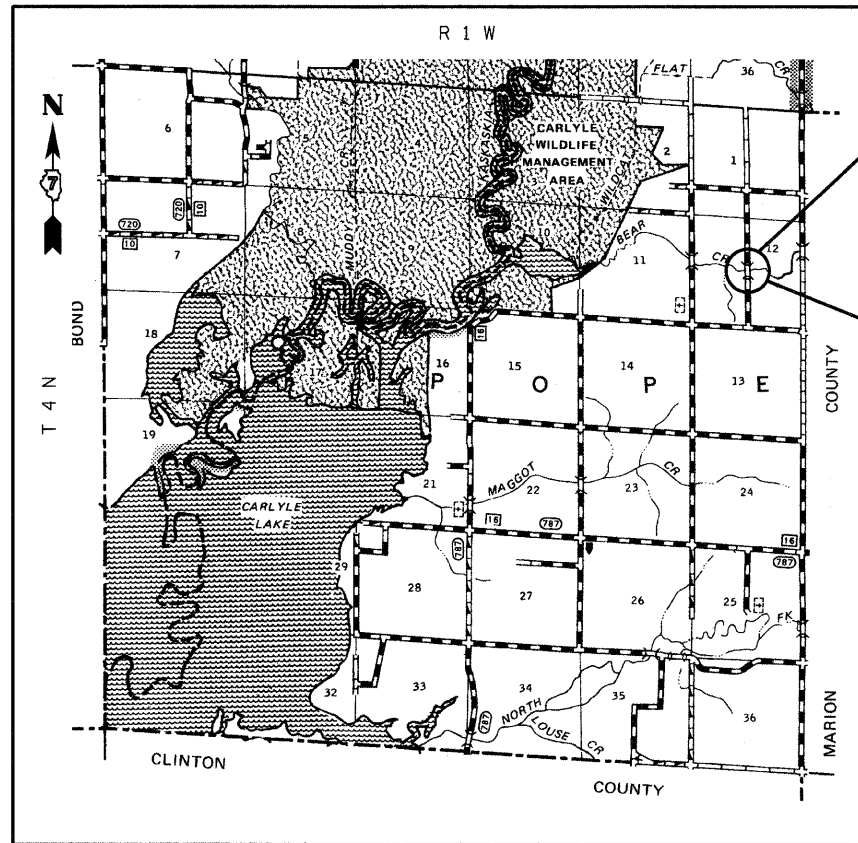 R 1 W
FLAT
CR
36
N
7
6
5
4
KASKASKIA
CARLYLE
WILDLIFE
MANAGEMENT
AREA
2
1
3
WILDCAT
720
10
720
10
7
8
MUDDY
9
10
BEAR
11
CR
12
BOND
COUNTY
T 4 N
18
17
16
16
15
14
13
P O P E
19
CARLYLE
LAKE
21
MAGGOT
CR
22
23
24
16
787
16
787
787
29
28
27
26
25
FK
32
33
34
35
36
787
NORTH
LOUSE
CR
MARION
CLINTON
COUNTY